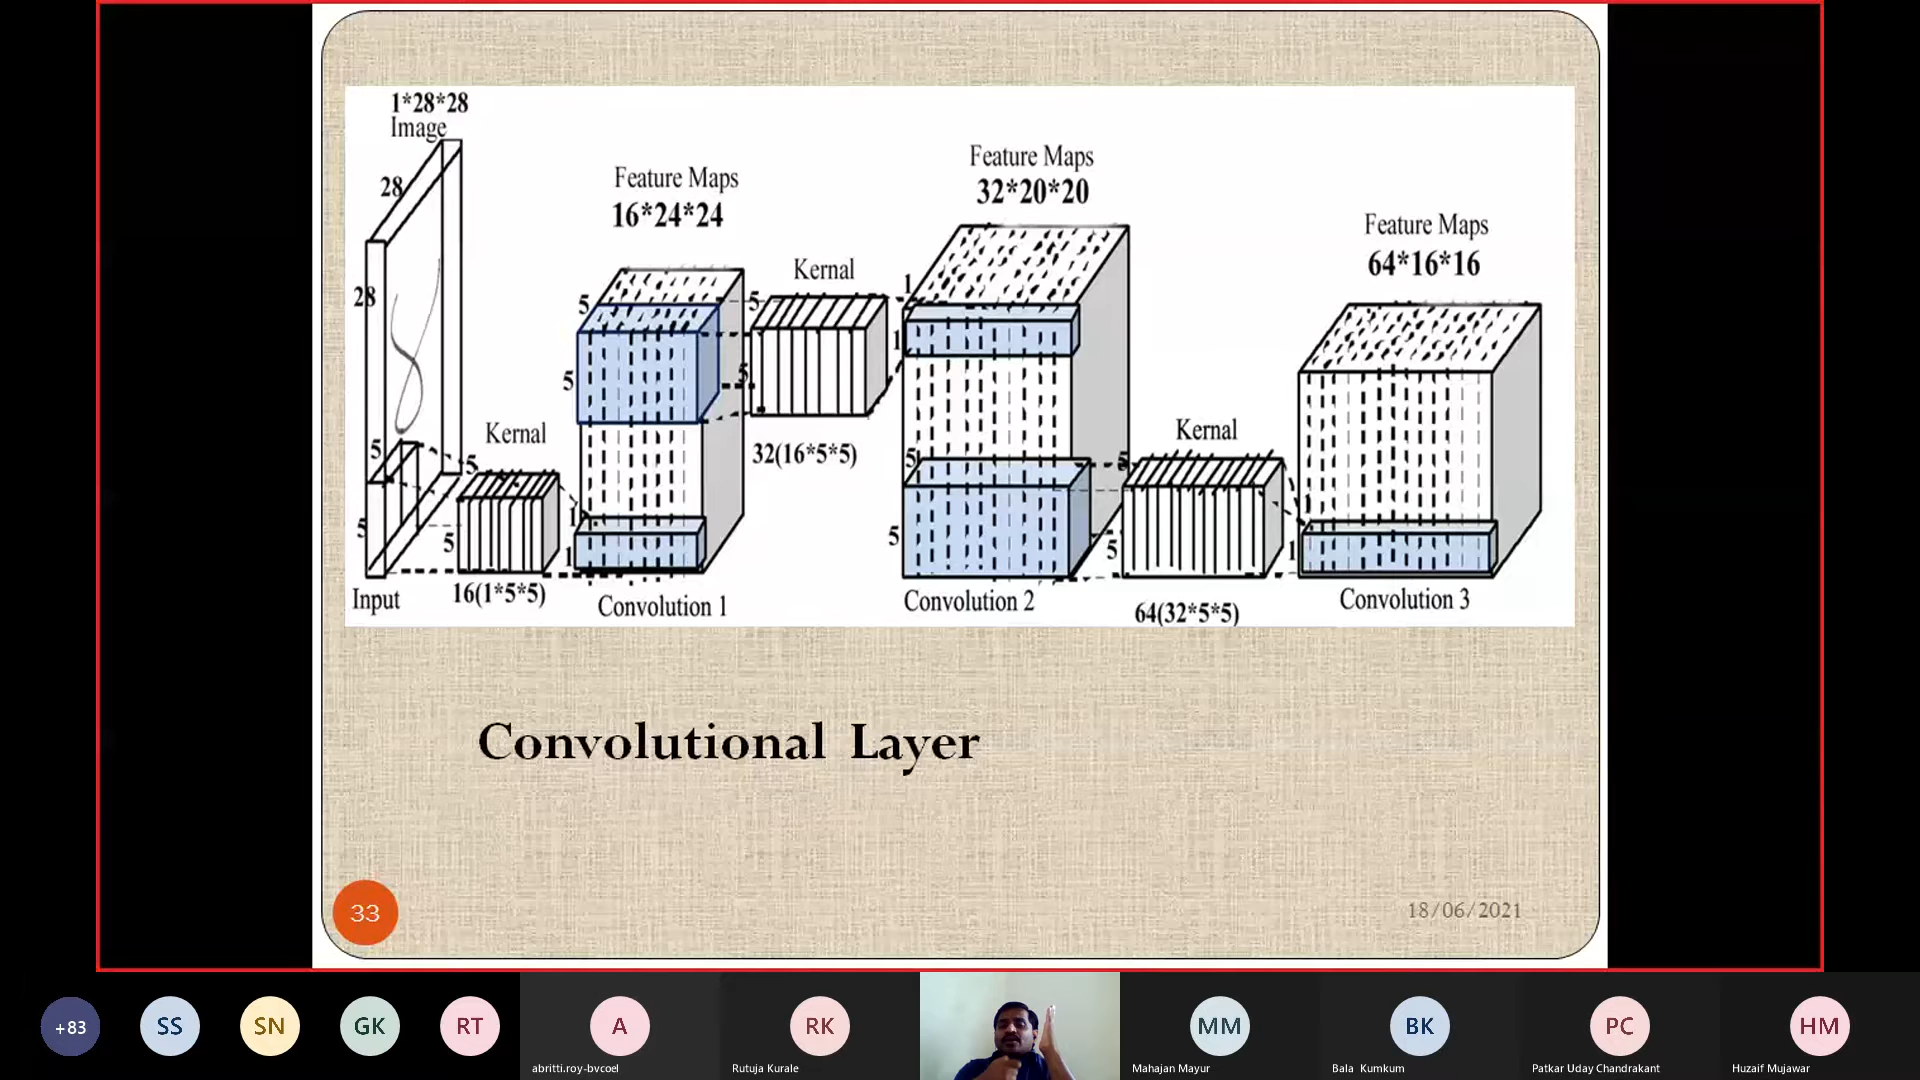 1*28*28
Image
28
28
5
5
Input
Kernal
5
5
16(1*5*5)
Feature Maps
16*24*24
5
5
1
1
Convolution 1
Kernal
5
5
32(16*5*5)
Feature Maps
32*20*20
1
1
5
5
Convolution 2
Kernal
5
5
64(32*5*5)
Feature Maps
64*16*16
1
1
Convolution 3
Convolutional Layer
33
18/06/2021
+83
SS
SN
GK
RT
A
abritti.roy-bvcoel
RK
Rutuja Kurale
MM
Mahajan Mayur
BK
Bala Kumkum
PC
Patkar Uday Chandrakant
HM
Huzaif Mujawar